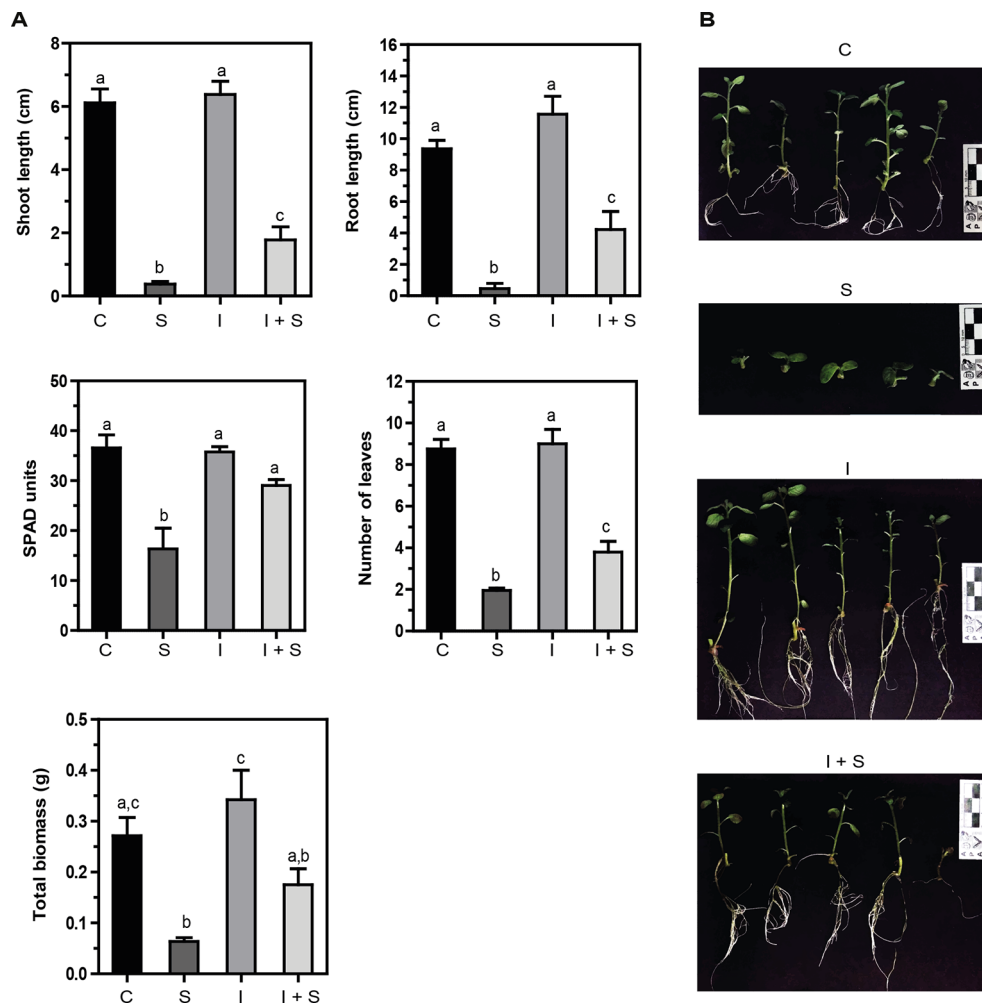 A
B
Shoot length (cm)
8
6
4
2
0
a
b
a
c
C S I I + S
Root length (cm)
16
14
12
10
8
6
4
2
0
a
b
a
c
C S I I + S
SPAD units
50
40
30
20
10
0
a
b
a
a
C S I I + S
Number of leaves
12
10
8
6
4
2
0
a
b
a
c
C S I I + S
Total biomass (g)
0.5
0.4
0.3
0.2
0.1
0.0
a,c
b
c
a,b
C S I I + S
C
S
I
I + S